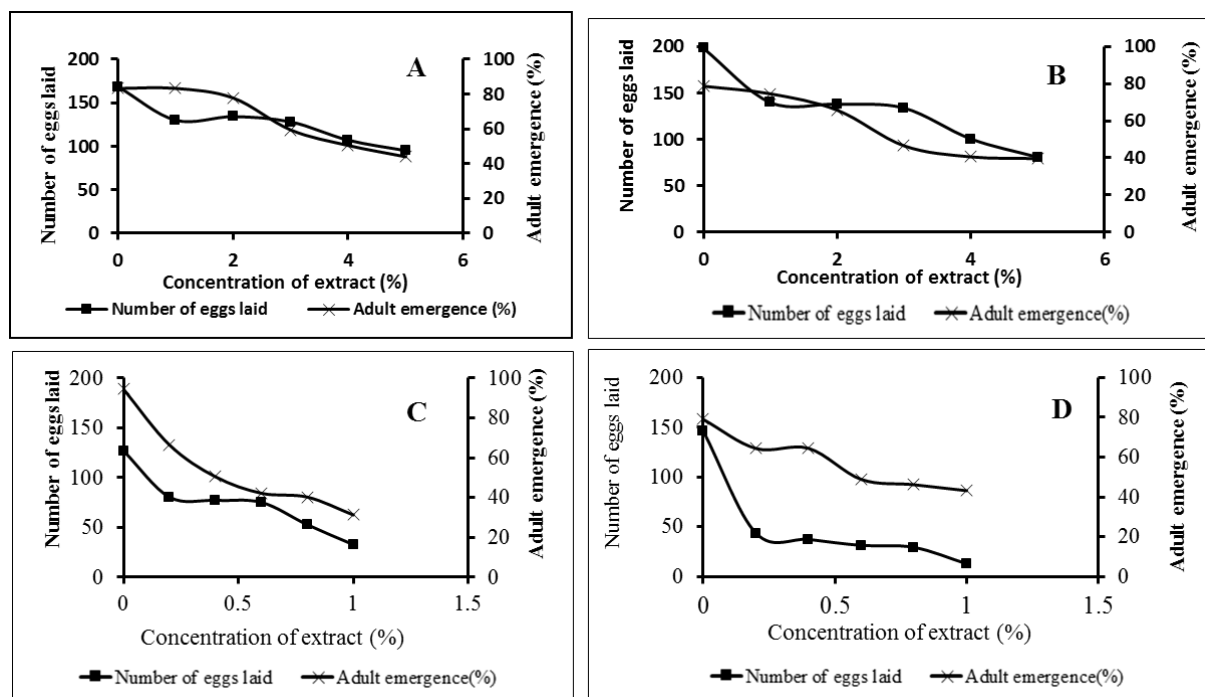 A
Number of eggs laid
200
150
100
50
0
100
80
60
40
20
0
Adult emergence (%)
0 2 4 6
Concentration of extract (%)
Number of eggs laid Adult emergence (%)
B
Number of eggs laid
200
150
100
50
0
100
80
60
40
20
0
Adult emergence (%)
0 2 4 6
Concentration of extract (%)
Number of eggs laid Adult emergence(%)
C
Number of eggs laid
200
150
100
50
0
100
80
60
40
20
0
Adult emergence (%)
0 0.5 1 1.5
Concentration of extract (%)
Number of eggs laid Adult emergence(%)
D
Number of eggs laid
200
150
100
50
0
100
80
60
40
20
0
Adult emergence (%)
0 0.5 1 1.5
Concentration of extract (%)
Number of eggs laid Adult emergence(%)